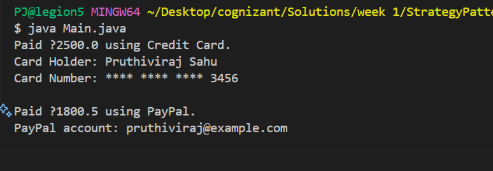 PJ@legion5 MINGW64 ~/Desktop/cognizant/Solutions/week 1/StrategyPatte
$ java Main.java
Paid ?2500.0 using Credit Card.
Card Holder: Pruthiviraj Sahu
Card Number: **** **** **** 3456
Paid ?1800.5 using PayPal.
PayPal account: pruthiviraj@example.com